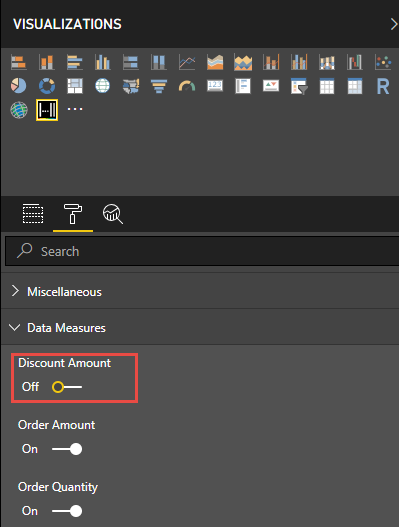 VISUALIZATIONS
R
Search
Miscellaneous
Data Measures
Discount Amount
Off
Order Amount
On
Order Quantity
On